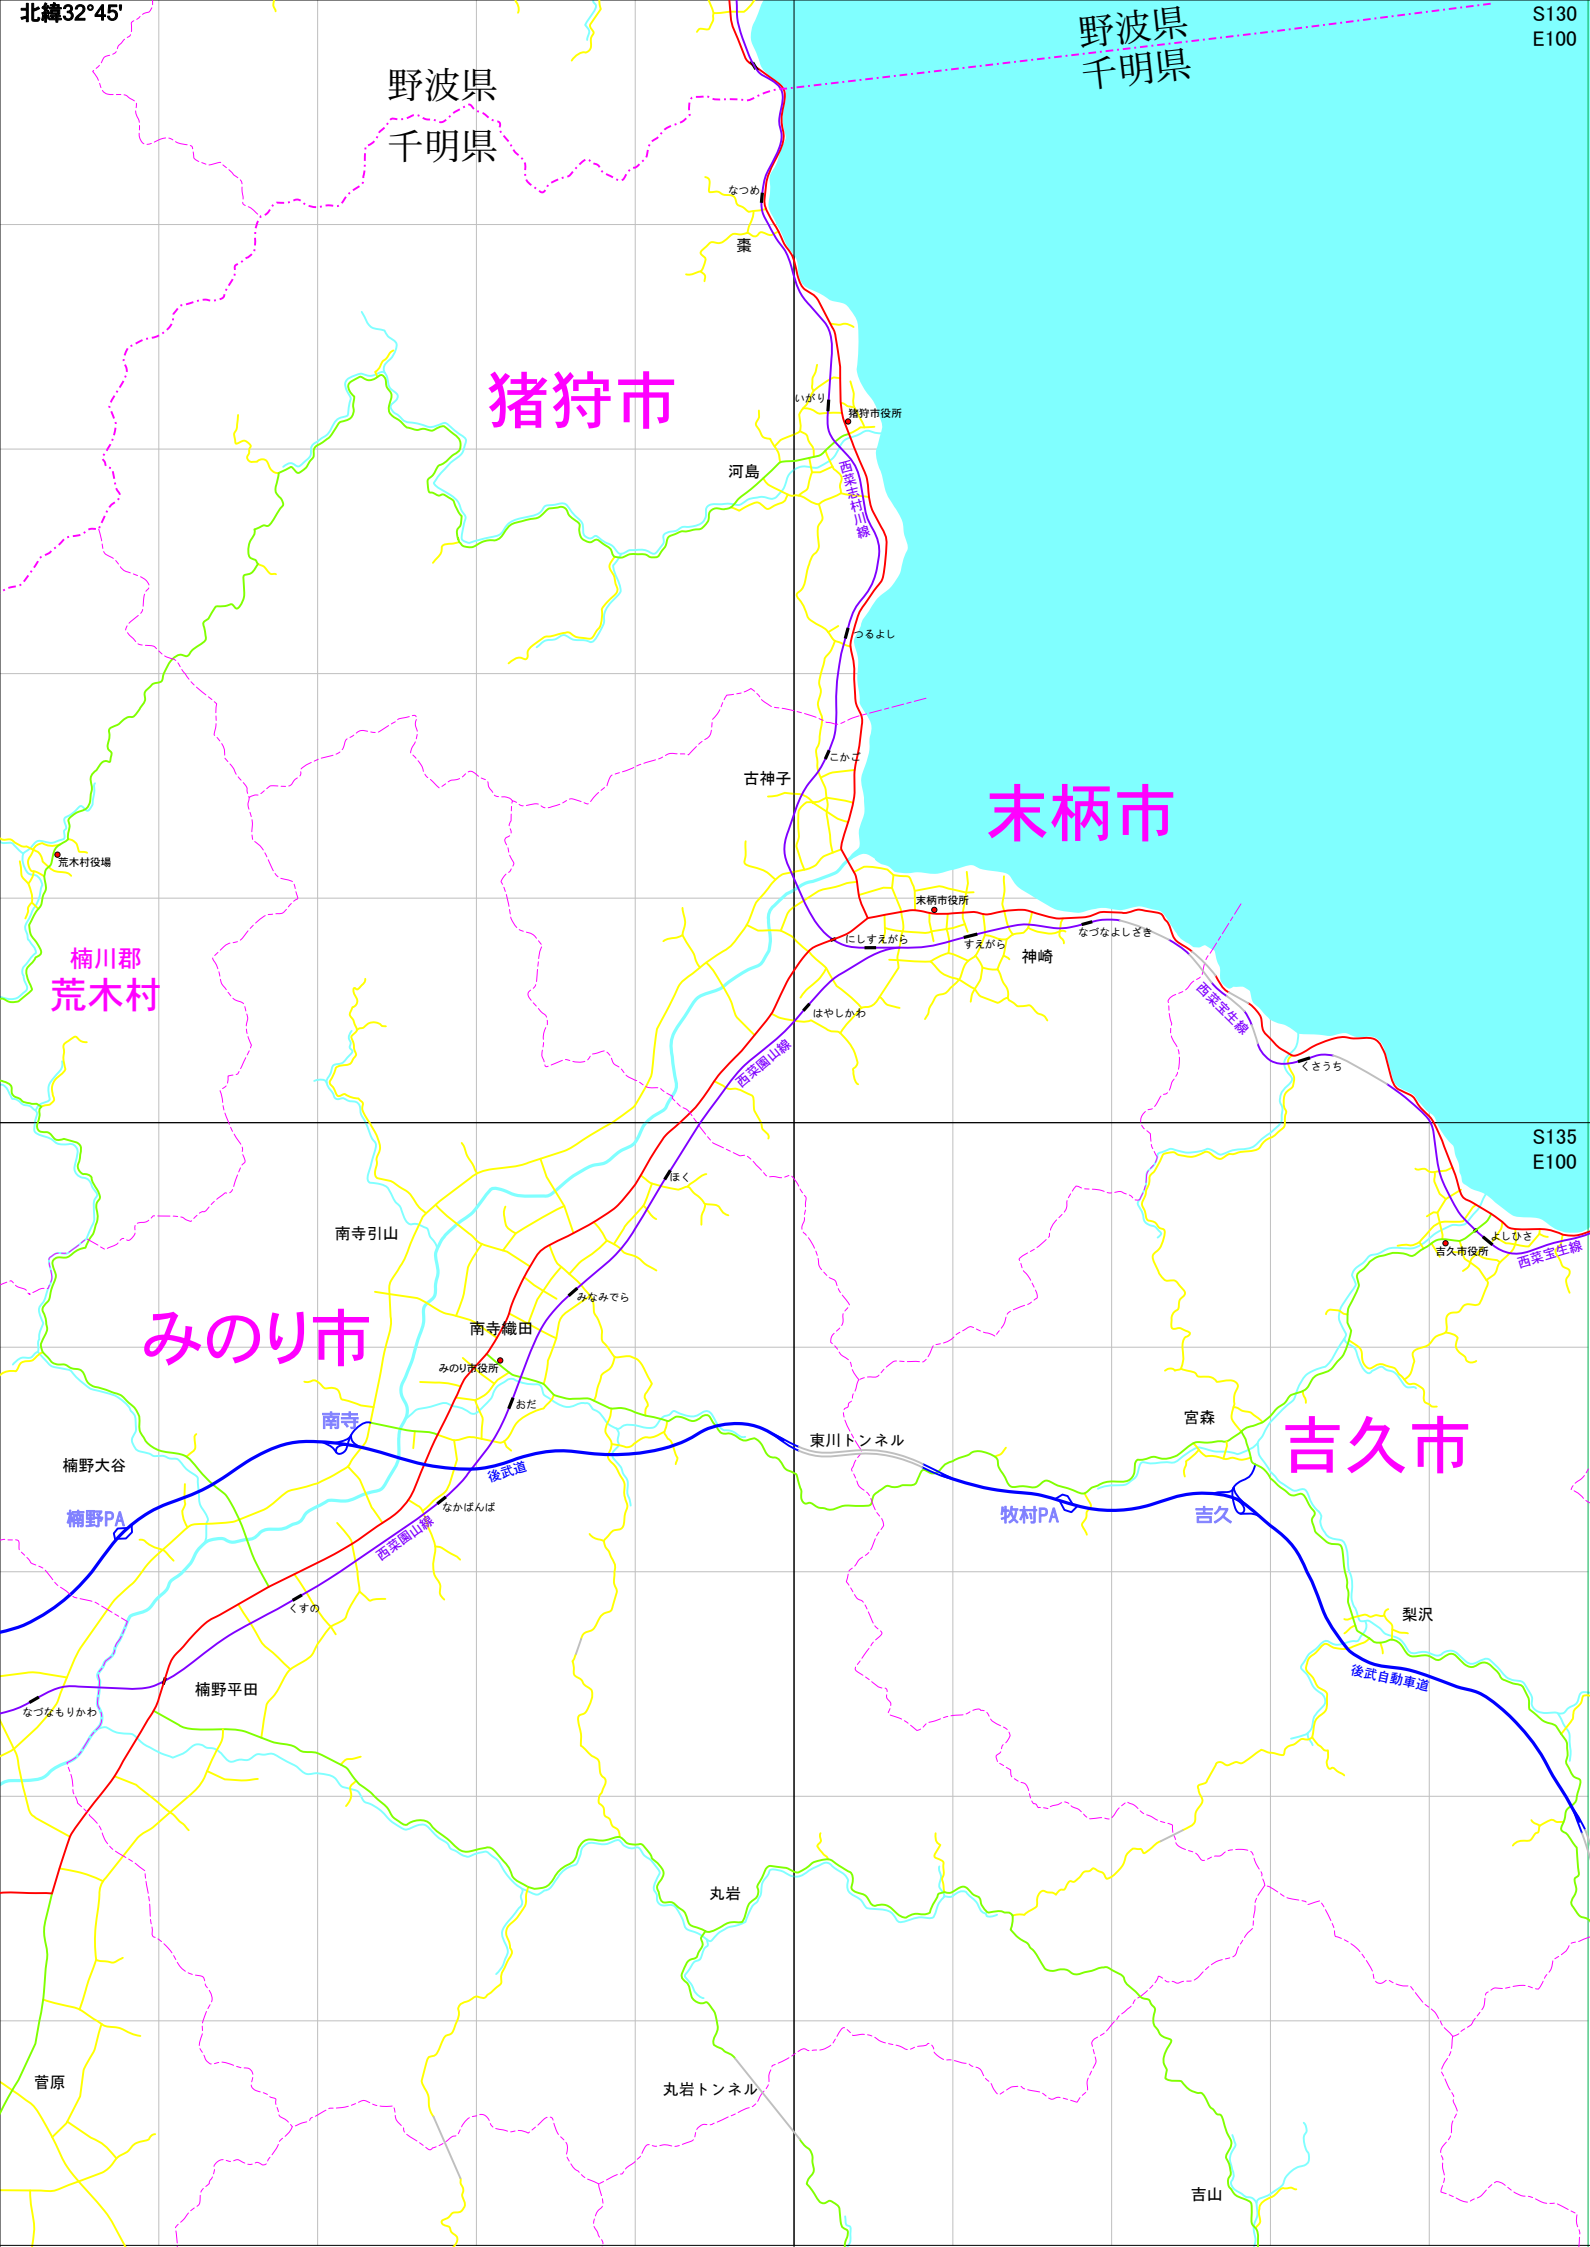 北緯32°45'
S130
E100
野波県
千明県
野波県
千明県
なつめ
棗
猪狩市
いがり
猪狩市役所
河島
西菜志村川線
つるよし
こかご
古神子
末柄市
荒木村役場
末柄市役所
にしすえがら
すえがら
なづなよしざき
神崎
楠川郡
荒木村
西菜宝生線
はやしかわ
西菜園山線
くさうち
S135
E100
ほく
南寺引山
よしひさ
吉久市役所
西菜宝生線
みなみでら
みのり市
南寺織田
みのり市役所
おだ
南寺
宮森
吉久市
東川トンネル
楠野大谷
後武道
楠野PA
なかばんば
牧村PA
吉久
西菜園山線
くすの
梨沢
後武自動車道
楠野平田
なづなもりかわ
丸岩
菅原
丸岩トンネル
吉山